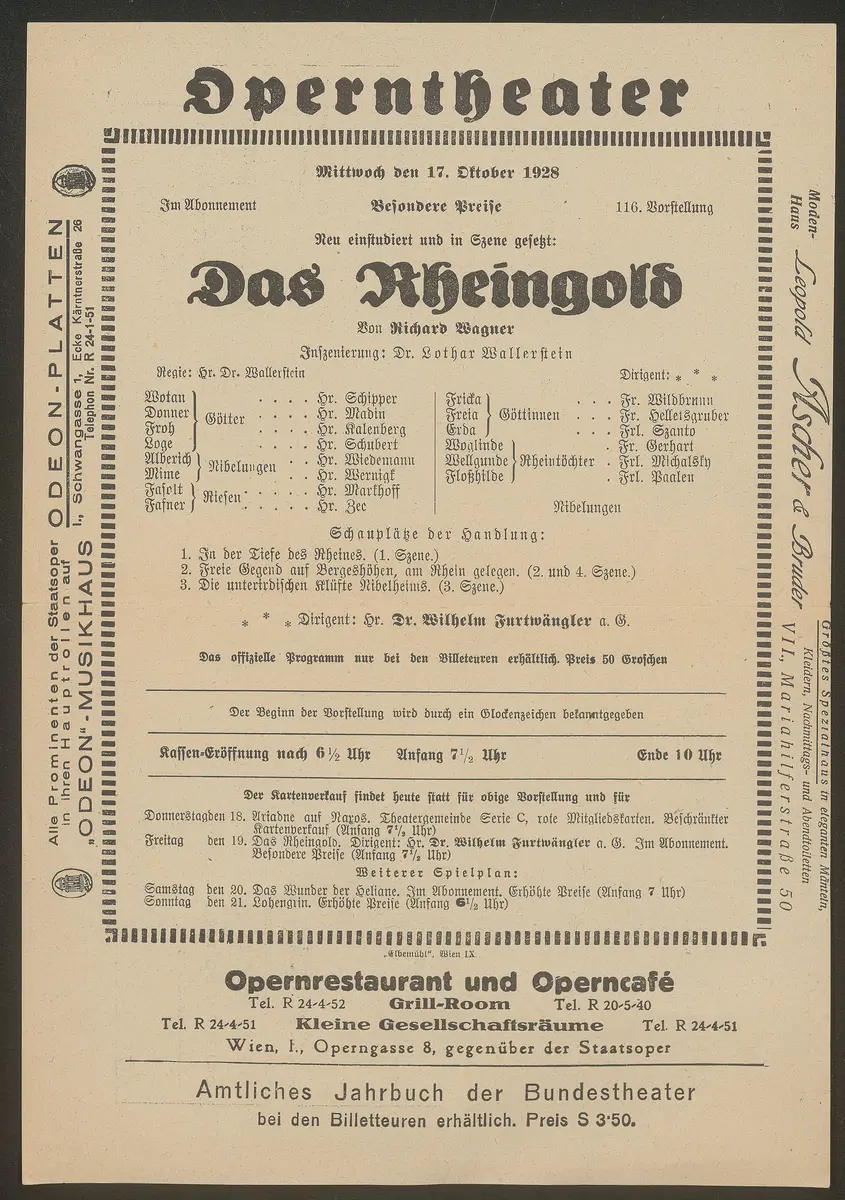 Operntheater
Mittwoch den 17. Oktober 1928
Im Abonnement Besondere Preise 116. Vorstellung
Neu einstudiert und in Szene gesetzt:
Das Rheingold
Von Richard Wagner
Inszenierung: Dr. Lothar Wallerstein
Regie: Hr. Dr. Wallerstein Dirigent: * * *
Wotan } Götter . . . . Hr. Schipper
Donner . . . . Hr. Madin
Froh . . . . Hr. Kalenberg
Loge . . . . Hr. Schubert
Alberich } Nibelungen . . Hr. Wiedemann
Mime . . Hr. Wernigk
Fasolt } Riesen . . . . Hr. Markhoff
Fafner . . . . . Hr. Zec
Fricka } Göttinnen . . . Fr. Wildbrunn
Freia . . . Fr. Helletsgruber
Erda . . . Frl. Szanto
Woglinde } Rheintöchter . Fr. Gerhart
Wellgunde . Frl. Michalsky
Floßhilde . Frl. Paalen
Nibelungen
Schauplätze der Handlung:
1. In der Tiefe des Rheines. (1. Szene.)
2. Freie Gegend auf Bergeshöhen, am Rhein gelegen. (2. und 4. Szene.)
3. Die unterirdischen Klüfte Nibelheims. (3. Szene.)
* * * Dirigent: Hr. Dr. Wilhelm Furtwängler a. G.
Das offizielle Programm nur bei den Billeteuren erhältlich. Preis 50 Groschen
Der Beginn der Vorstellung wird durch ein Glockenzeichen bekanntgegeben
Kassen-Eröffnung nach 6½ Uhr Anfang 7½ Uhr Ende 10 Uhr
Der Kartenverkauf findet heute statt für obige Vorstellung und für
Donnerstag den 18. Ariadne auf Naxos. Theatergemeinde Serie C, rote Mitgliedskarten. Beschränkter
Kartenverkauf (Anfang 7½ Uhr)
Freitag den 19. Das Rheingold. Dirigent: Hr. Dr. Wilhelm Furtwängler a. G. Im Abonnement.
Besondere Preise (Anfang 7½ Uhr)
Weiterer Spielplan:
Samstag den 20. Das Wunder der Heliane. Im Abonnement. Erhöhte Preise (Anfang 7 Uhr)
Sonntag den 21. Lohengrin. Erhöhte Preise (Anfang 6½ Uhr)
„Elbemühl“, Wien IX.
Opernrestaurant und Operncafé
Tel. R 24-4-52 Grill-Room Tel. R 20-5-40
Tel. R 24-4-51 Kleine Gesellschaftsräume Tel. R 24-4-51
Wien, I., Operngasse 8, gegenüber der Staatsoper
Amtliches Jahrbuch der Bundestheater
bei den Billetteuren erhältlich. Preis S 3·50.
Alle Prominenten der Staatsoper
in ihren Hauptrollen auf
ODEON-PLATTEN
„ODEON“-MUSIKHAUS
I., Schwangasse 1, Ecke Kärntnerstraße 26
Telephon Nr. R 24-1-51
Moden-
Haus
Leopold Ascher & Bruder
VII, Mariahilferstraße 50
Größtes Spezialhaus in eleganten Mänteln,
Kleidern, Nachmittags- und Abendtoiletten